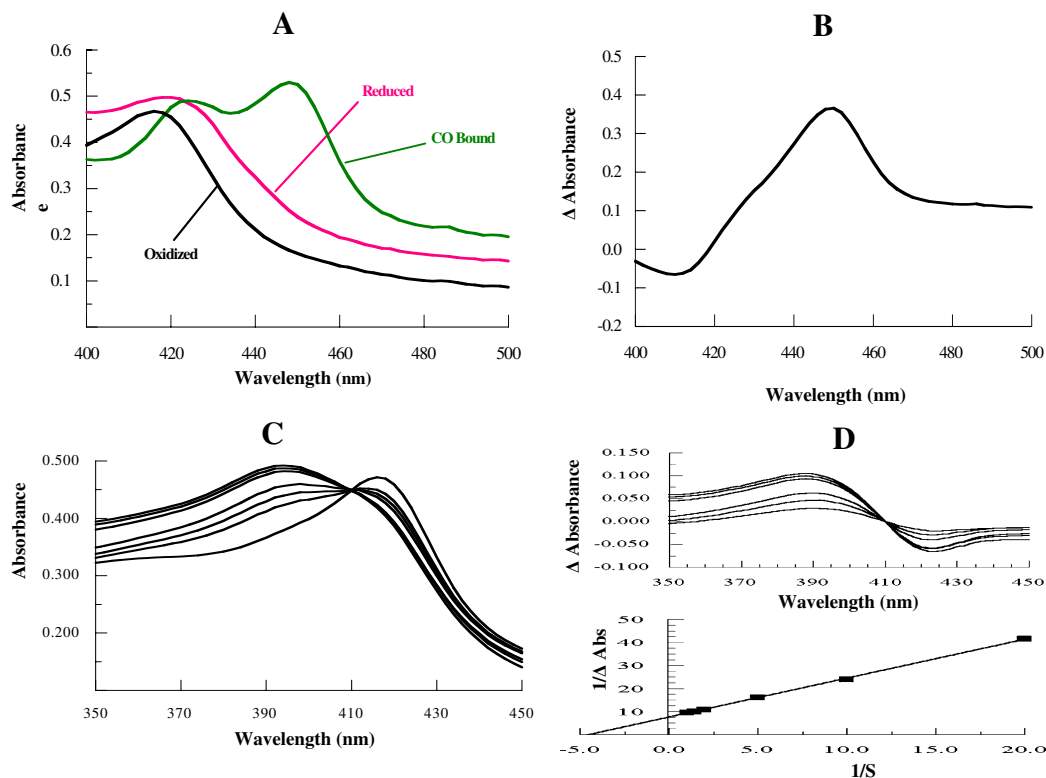 A
0.6
0.5
0.4
0.3
0.2
0.1
Absorbanc
e
Reduced
CO Bound
Oxidized
400 420 440 460 480 500
Wavelength (nm)
B
0.5
0.4
0.3
0.2
0.1
0.0
-0.1
-0.2
Δ Absorbance
400 420 440 460 480 500
Wavelength (nm)
C
0.500
0.400
0.300
0.200
Absorbance
350 370 390 410 430 450
Wavelength (nm)
D
0.150
0.100
0.050
0.000
-0.050
-0.100
Δ Absorbance
350 370 390 410 430 450
Wavelength (nm)
50
40
30
20
10
1/Δ Abs
-5.0 0.0 5.0 10.0 15.0 20.0
1/S